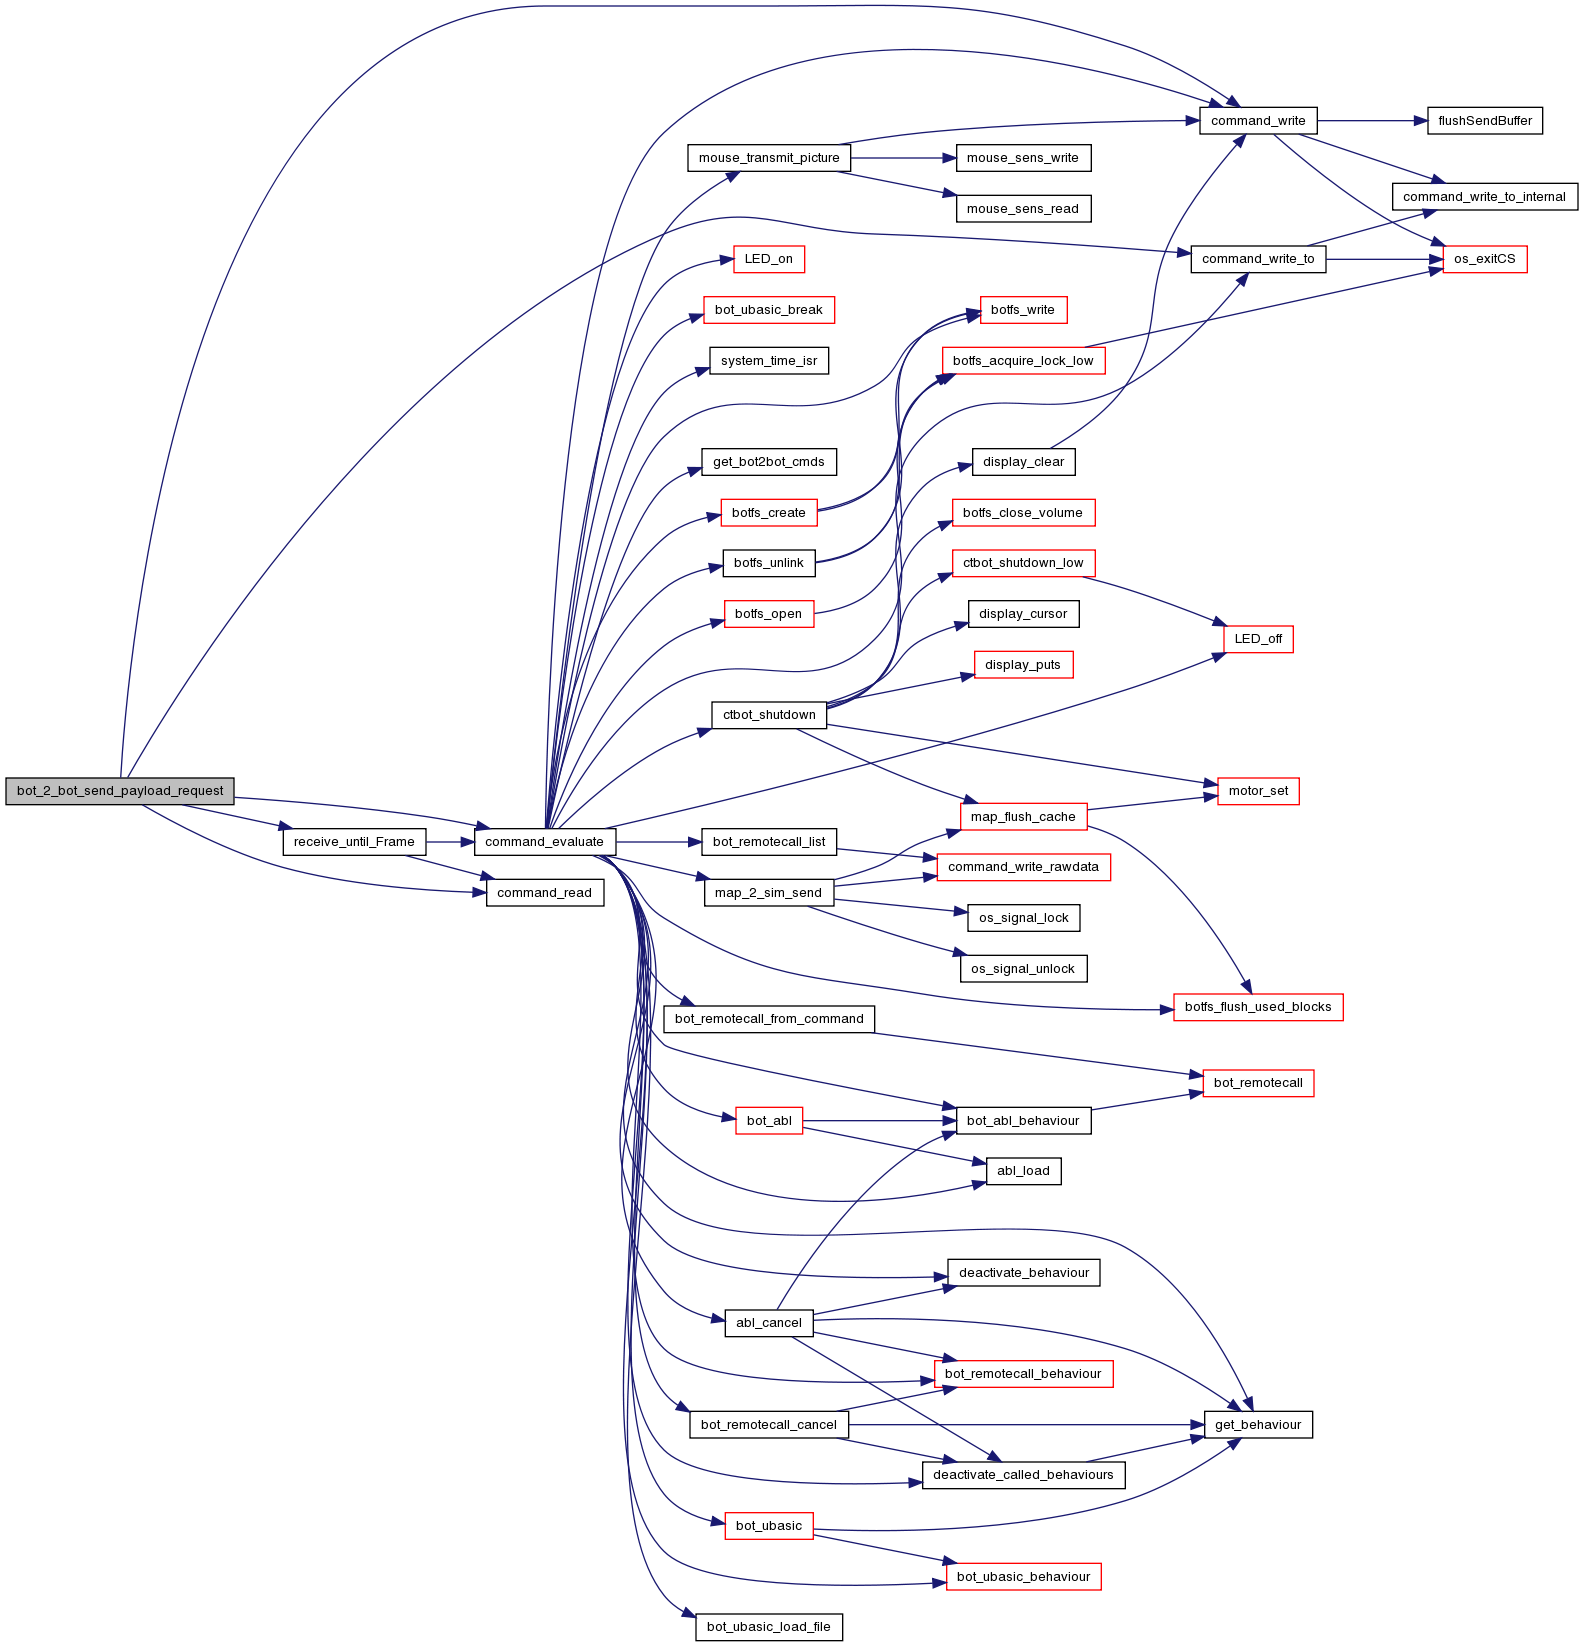 command_write
flushSendBuffer
mouse_transmit_picture
mouse_sens_write
command_write_to_internal
mouse_sens_read
LED_on
command_write_to
os_exitCS
bot_ubasic_break
botfs_write
system_time_isr
botfs_acquire_lock_low
get_bot2bot_cmds
display_clear
botfs_create
botfs_close_volume
botfs_unlink
ctbot_shutdown_low
botfs_open
display_cursor
LED_off
display_puts
ctbot_shutdown
bot_2_bot_send_payload_request
motor_set
map_flush_cache
receive_until_Frame
command_evaluate
bot_remotecall_list
command_write_rawdata
command_read
map_2_sim_send
os_signal_lock
os_signal_unlock
botfs_flush_used_blocks
bot_remotecall_from_command
bot_remotecall
bot_abl
bot_abl_behaviour
abl_load
deactivate_behaviour
abl_cancel
bot_remotecall_behaviour
bot_remotecall_cancel
get_behaviour
deactivate_called_behaviours
bot_ubasic
bot_ubasic_behaviour
bot_ubasic_load_file